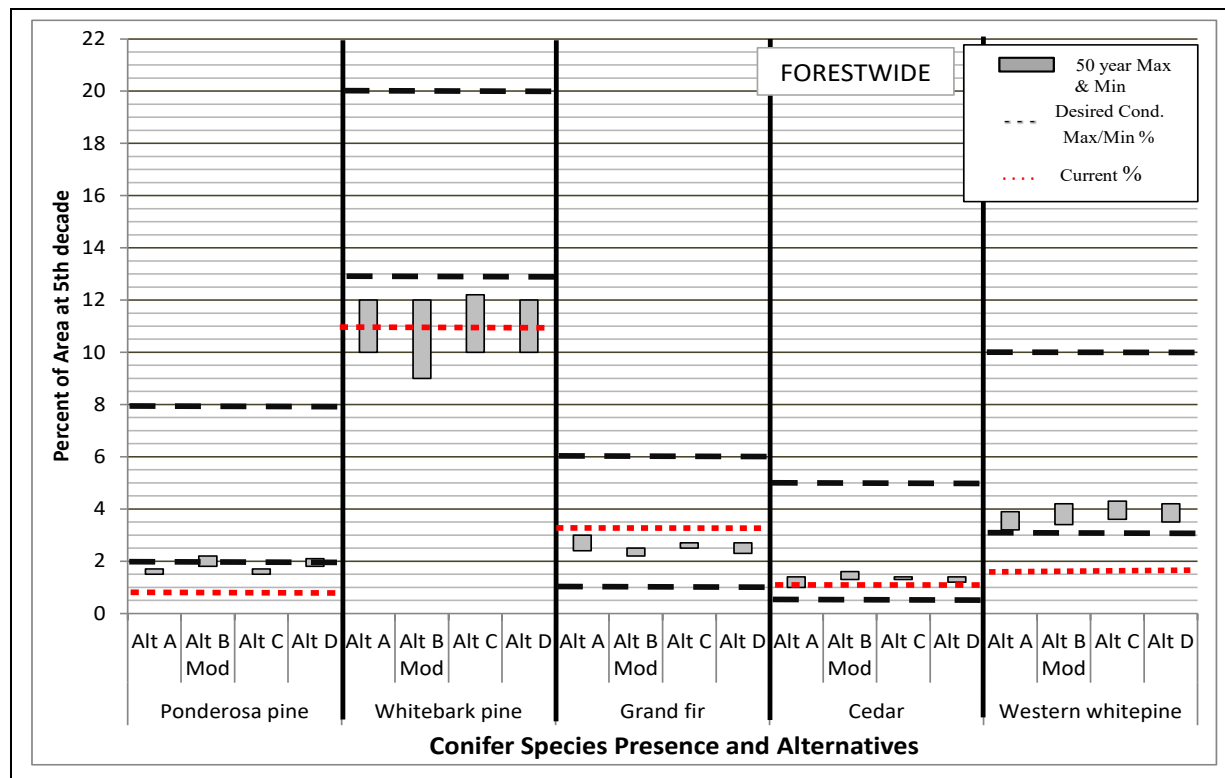 FORESTWIDE
50 year Max
& Min
Desired Cond.
Max/Min %
Current %
Percent of Area at 5th decade
22
20
18
16
14
12
10
8
6
4
2
0
Alt A Alt B Alt C Alt D Alt A Alt B Alt C Alt D Alt A Alt B Alt C Alt D Alt A Alt B Alt C Alt D Alt A Alt B Alt C Alt D
Mod Mod Mod Mod Mod
Ponderosa pine Whitebark pine Grand fir Cedar Western whitepine
Conifer Species Presence and Alternatives